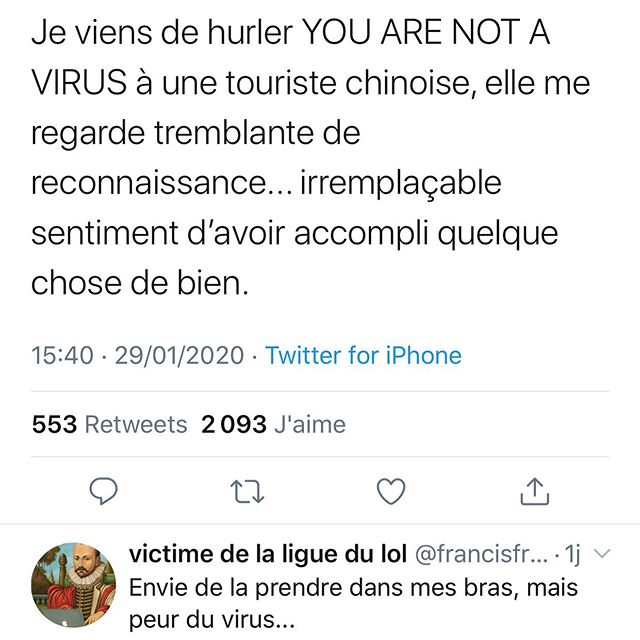 Je viens de hurler YOU ARE NOT A
VIRUS à une touriste chinoise, elle me
regarde tremblante de
reconnaissance... irremplaçable
sentiment d’avoir accompli quelque
chose de bien.
15:40 · 29/01/2020 · Twitter for iPhone
553 Retweets 2 093 J'aime
victime de la ligue du lol @francisfr... · 1j
Envie de la prendre dans mes bras, mais
peur du virus...